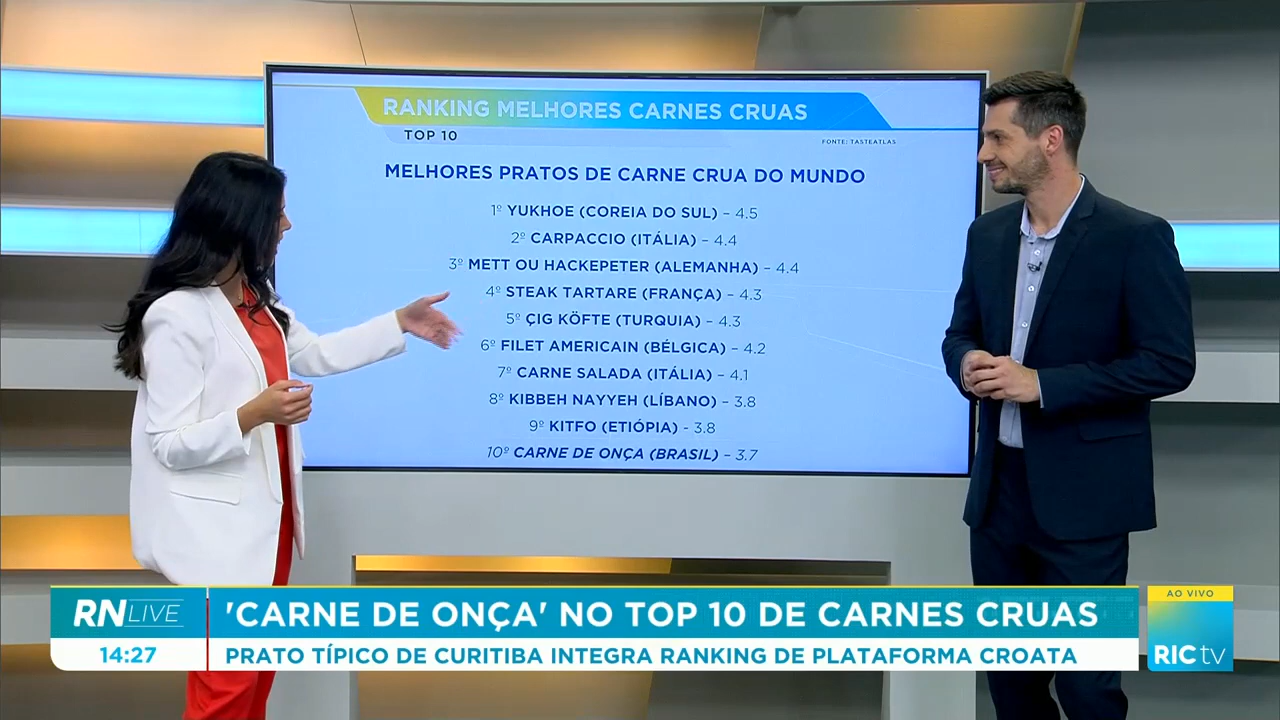 RANKING MELHORES CARNES CRUAS
TOP 10
FONTE: TASTEATLAS
MELHORES PRATOS DE CARNE CRUA DO MUNDO
1º YUKHOE (COREIA DO SUL) – 4.5
2º CARPACCIO (ITÁLIA) – 4.4
3º METT OU HACKEPETER (ALEMANHA) – 4.4
4º STEAK TARTARE (FRANÇA) – 4.3
5º ÇIG KÖFTE (TURQUIA) – 4.3
6º FILET AMERICAIN (BÉLGICA) – 4.2
7º CARNE SALADA (ITÁLIA) – 4.1
8º KIBBEH NAYYEH (LÍBANO) – 3.8
9º KITFO (ETIÓPIA) - 3.8
10º CARNE DE ONÇA (BRASIL) – 3.7
RN LIVE
'CARNE DE ONÇA' NO TOP 10 DE CARNES CRUAS
14:27
PRATO TÍPICO DE CURITIBA INTEGRA RANKING DE PLATAFORMA CROATA
AO VIVO
RICtv